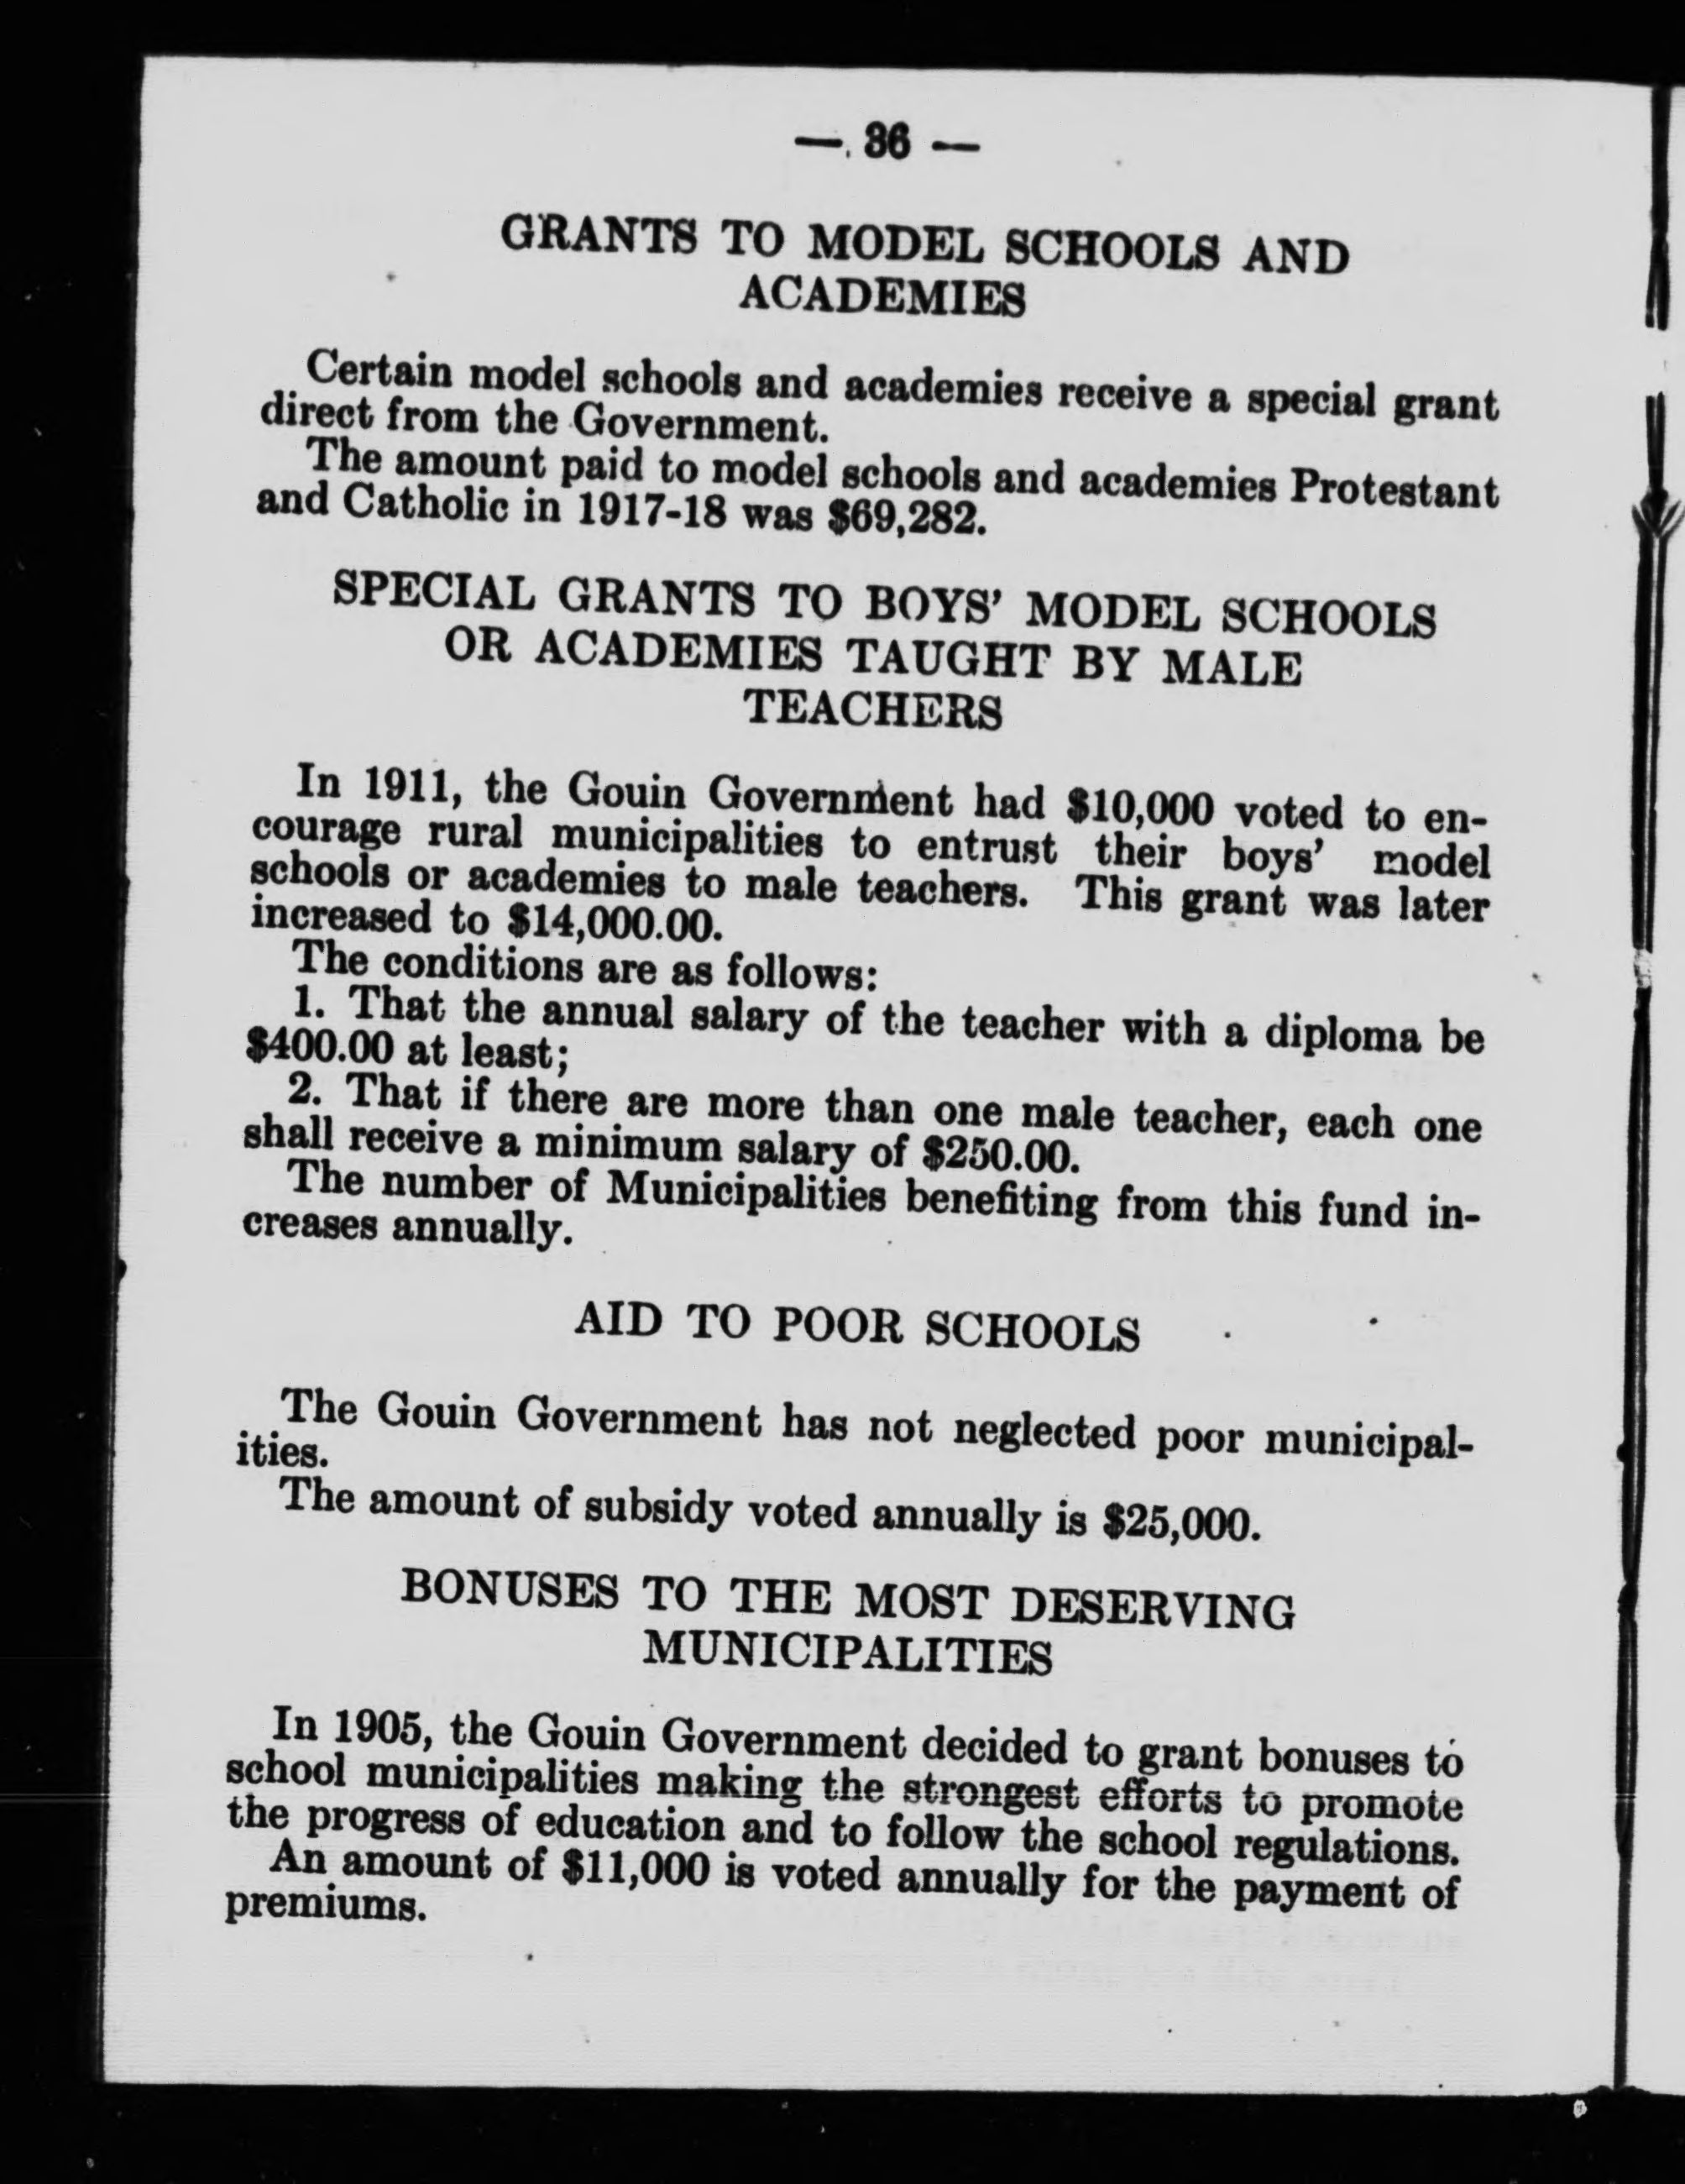 — 36 —
GRANTS TO MODEL SCHOOLS AND
ACADEMIES
Certain model schools and academies receive a special grant
direct from the Government.
The amount paid to model schools and academies Protestant
and Catholic in 1917-18 was $69,282.
SPECIAL GRANTS TO BOYS' MODEL SCHOOLS
OR ACADEMIES TAUGHT BY MALE
TEACHERS
In 1911, the Gouin Government had $10,000 voted to en-
courage rural municipalities to entrust their boys' model
schools or academies to male teachers. This grant was later
increased to $14,000.00.
The conditions are as follows:
1. That the annual salary of the teacher with a diploma be
$400.00 at least;
2. That if there are more than one male teacher, each one
shall receive a minimum salary of $250.00.
The number of Municipalities benefiting from this fund in-
creases annually.
AID TO POOR SCHOOLS
The Gouin Government has not neglected poor municipal-
ities.
The amount of subsidy voted annually is $25,000.
BONUSES TO THE MOST DESERVING
MUNICIPALITIES
In 1905, the Gouin Government decided to grant bonuses to
school municipalities making the strongest efforts to promote
the progress of education and to follow the school regulations.
An amount of $11,000 is voted annually for the payment of
premiums.